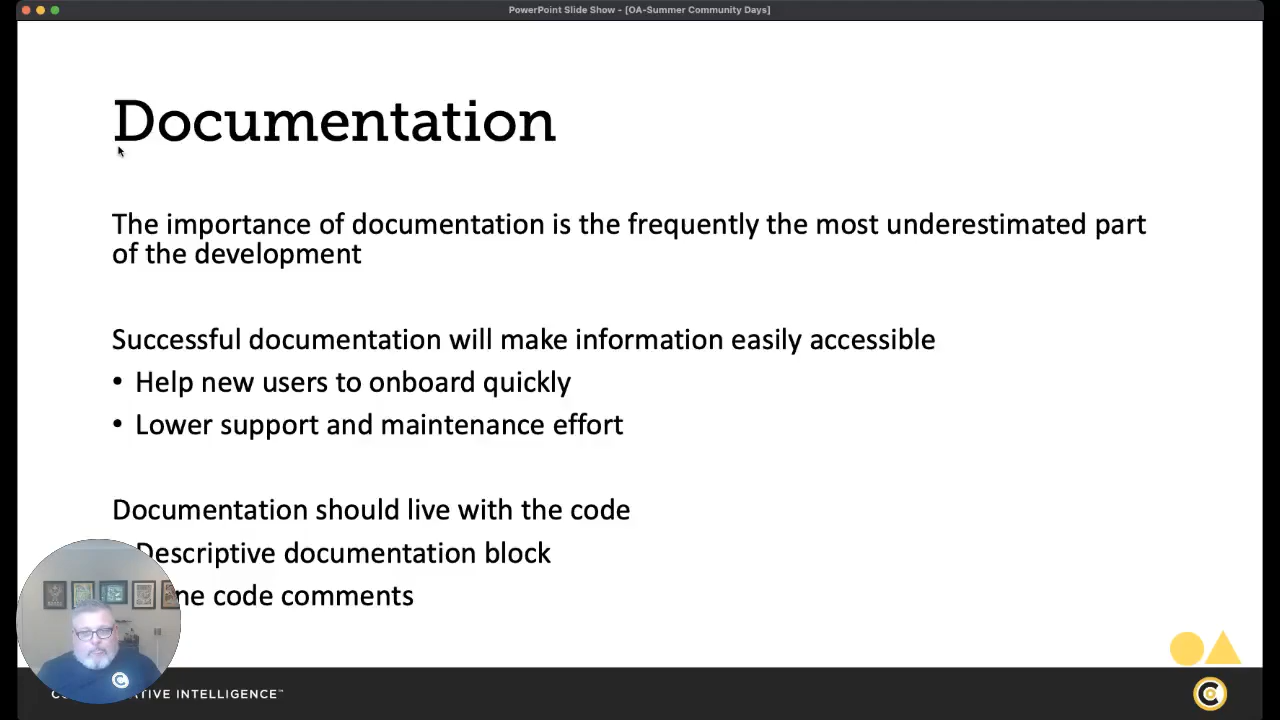 PowerPoint Slide Show - [OA-Summer Community Days]
Documentation
The importance of documentation is the frequently the most underestimated part
of the development
Successful documentation will make information easily accessible
• Help new users to onboard quickly
• Lower support and maintenance effort
Documentation should live with the code
Descriptive documentation block
code comments
INTELLIGENCE™